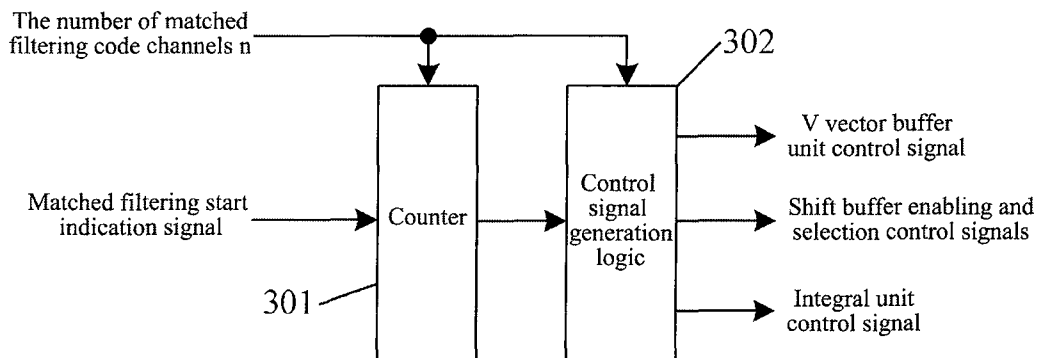 The number of matched
filtering code channels n
302
V vector buffer
unit control signal
Matched filtering start
indication signal
Counter
Control
signal
generation
logic
Shift buffer enabling and
selection control signals
301
Integral unit
control signal